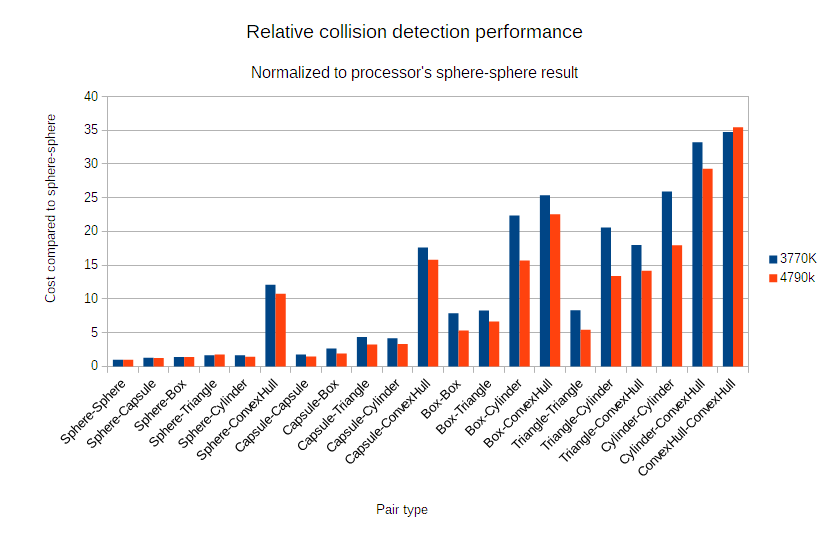 Relative collision detection performance
Normalized to processor's sphere-sphere result
Cost compared to sphere-sphere
40
35
30
25
20
15
10
5
0
3770K
4790k
Sphere-Sphere
Sphere-Capsule
Sphere-Box
Sphere-Triangle
Sphere-Cylinder
Sphere-ConvexHull
Capsule-Capsule
Capsule-Box
Capsule-Triangle
Capsule-Cylinder
Capsule-ConvexHull
Box-Box
Box-Triangle
Box-Cylinder
Box-ConvexHull
Triangle-Triangle
Triangle-Cylinder
Triangle-ConvexHull
Cylinder-Cylinder
Cylinder-ConvexHull
ConvexHull-ConvexHull
Pair type